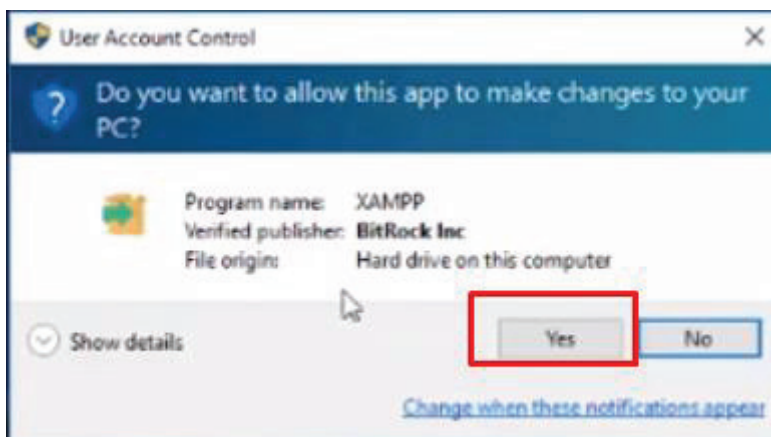 User Account Control
Do you want to allow this app to make changes to your
PC?
Program name: XAMPP
Verified publisher: BitRock Inc
File origin: Hard drive on this computer
Show details
Yes No
Change when these notifications appear